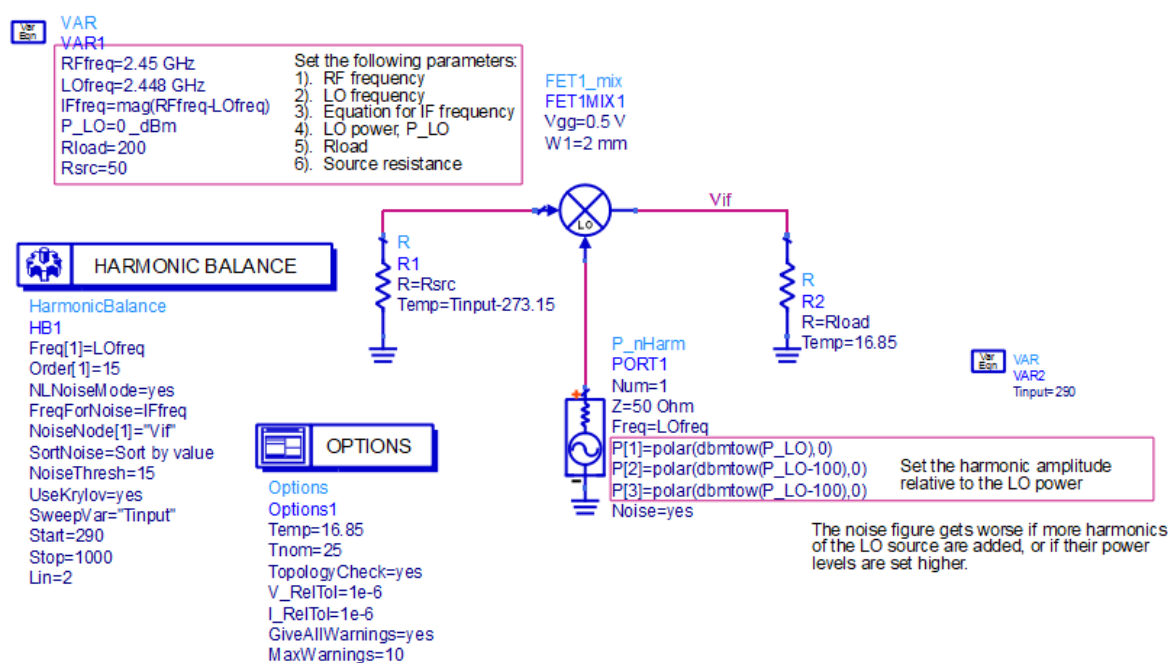 Var
Eqn
VAR
VAR1
RFfreq=2.45 GHz
LOfreq=2.448 GHz
IFfreq=mag(RFfreq-LOfreq)
P_LO=0 _dBm
Rload=200
Rsrc=50
Set the following parameters:
1). RF frequency
2). LO frequency
3). Equation for IF frequency
4). LO power, P_LO
5). Rload
6). Source resistance
FET1_mix
FET1MIX1
Vgg=0.5 V
W1=2 mm
LO
Vif
R
R1
R=Rsrc
Temp=Tinput-273.15
R
R2
R=Rload
Temp=16.85
HARMONIC BALANCE
HarmonicBalance
HB1
Freq[1]=LOfreq
Order[1]=15
NLNoiseMode=yes
FreqForNoise=IFfreq
NoiseNode[1]="Vif"
SortNoise=Sort by value
NoiseThresh=15
UseKrylov=yes
SweepVar="Tinput"
Start=290
Stop=1000
Lin=2
OPTIONS
Options
Options1
Temp=16.85
Tnom=25
TopologyCheck=yes
V_RelTol=1e-6
I_RelTol=1e-6
GiveAllWarnings=yes
MaxWarnings=10
P_nHarm
PORT1
Num=1
Z=50 Ohm
Freq=LOfreq
P[1]=polar(dbmtow(P_LO),0)
P[2]=polar(dbmtow(P_LO-100),0)
P[3]=polar(dbmtow(P_LO-100),0)
Noise=yes
Set the harmonic amplitude
relative to the LO power
Var
Eqn
VAR
VAR2
Tinput=290
The noise figure gets worse if more harmonics
of the LO source are added, or if their power
levels are set higher.